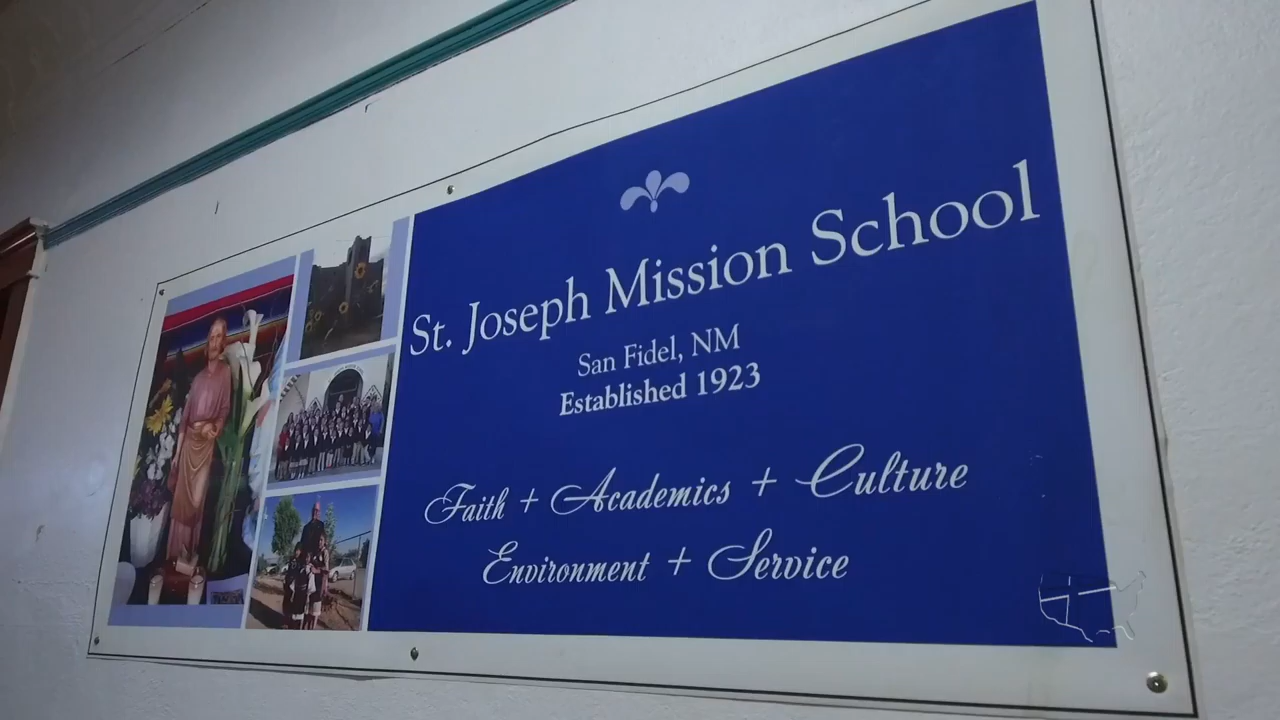 St. Joseph Mission School
San Fidel, NM
Established 1923
Faith + Academics + Culture
Environment + Service